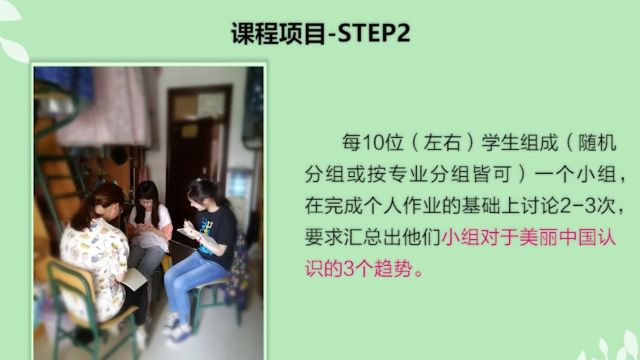 课程项目-STEP2
每10位（左右）学生组成（随机
分组或按专业分组皆可）一个小组，
在完成个人作业的基础上讨论2-3次，
要求汇总出他们小组对于美丽中国认
识的3个趋势。